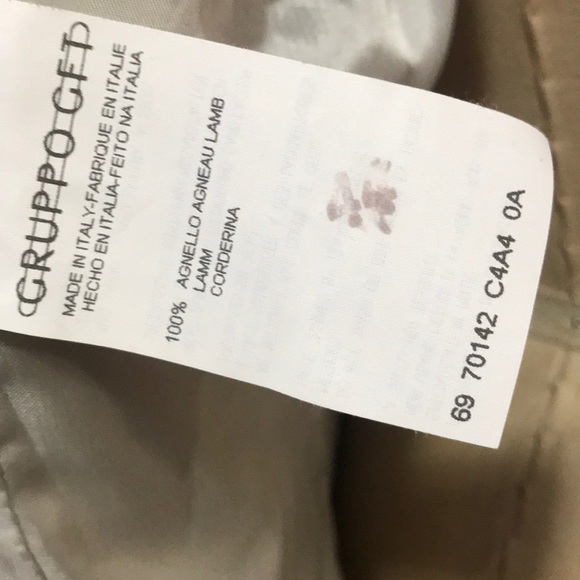 GRUPPO GFT
MADE IN ITALY-FABRIQUE EN ITALIE
HECHO EN ITALIA-FEITO NA ITALIA
100% AGNELLO AGNEAU LAMB
LAMM
CORDERINA
69 70142 C4A4 0A